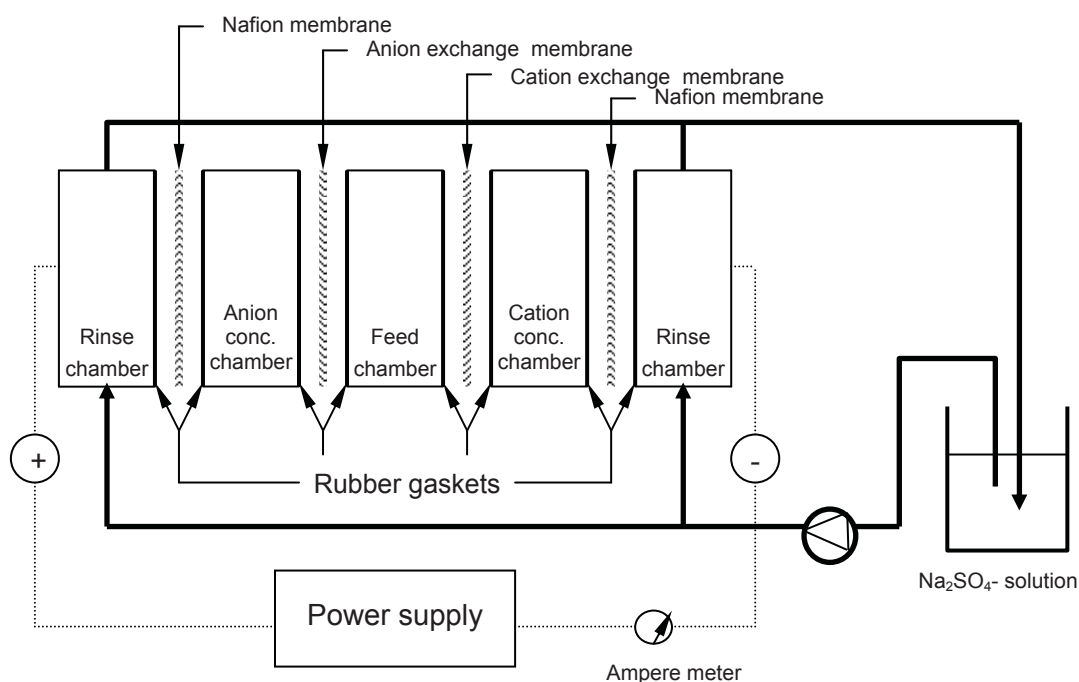 Nafion membrane
Anion exchange membrane
Cation exchange membrane
Nafion membrane
Rinse
chamber
Anion
conc.
chamber
Feed
chamber
Cation
conc.
chamber
Rinse
chamber
+
-
Rubber gaskets
Na₂SO₄- solution
Power supply
Ampere meter